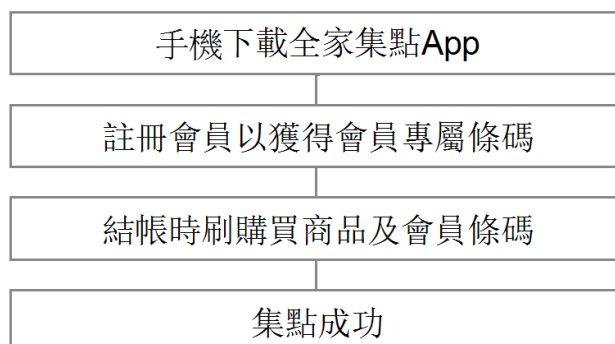 手機下載全家集點App
註冊會員以獲得會員專屬條碼
結帳時刷購買商品及會員條碼
集點成功